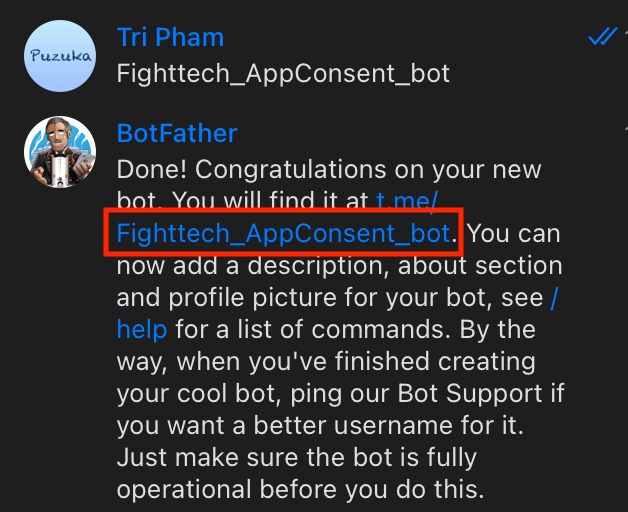 Puzuka
Tri Pham
Fighttech_AppConsent_bot
BotFather
Done! Congratulations on your new
bot. You will find it at t.me/
Fighttech_AppConsent_bot. You can
now add a description, about section
and profile picture for your bot, see /
help for a list of commands. By the
way, when you've finished creating
your cool bot, ping our Bot Support if
you want a better username for it.
Just make sure the bot is fully
operational before you do this.